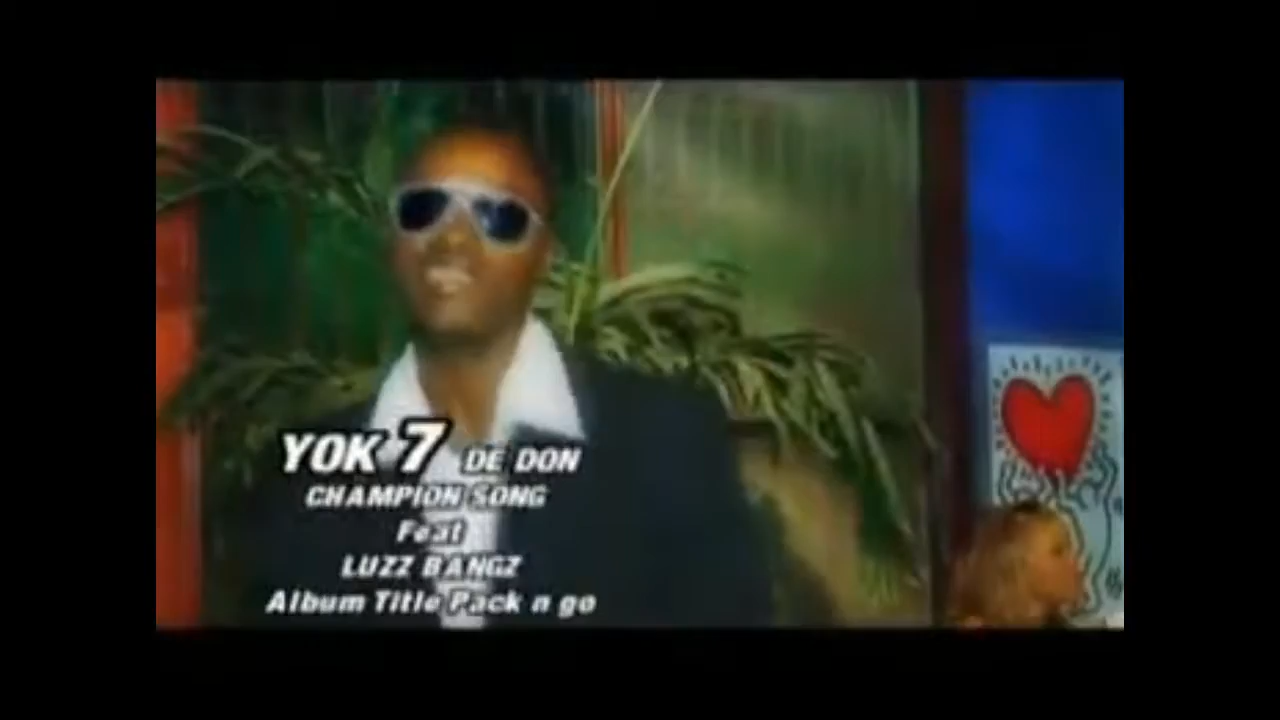 YOK 7 DE DON
CHAMPION SONG
Feat
LUZZ BANGZ
Album Title Pack n go